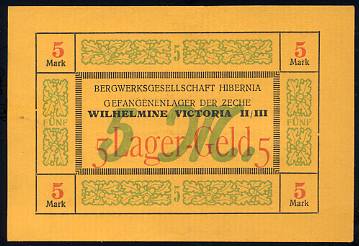 5 Mark 5 5 Mark
BERGWERKSGESELLSCHAFT HIBERNIA
GEFANGENENLAGER DER ZECHE
WILHELMINE VICTORIA II/III
FÜNF 5 M. FÜNF
5 Lager-Geld 5
5 Mark 5 5 Mark